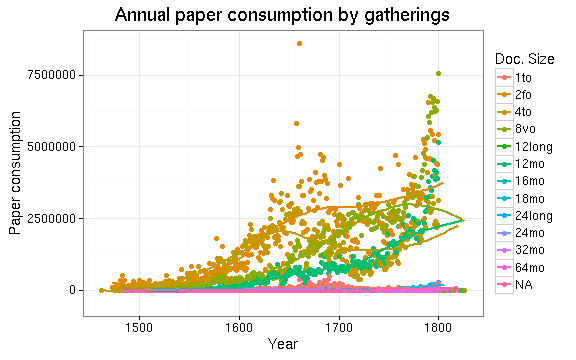 Annual paper consumption by gatherings
7500000
5000000
2500000
0
Paper consumption
1500 1600 1700 1800
Year
Doc. Size
1to
2fo
4to
8vo
12long
12mo
16mo
18mo
24long
24mo
32mo
64mo
NA